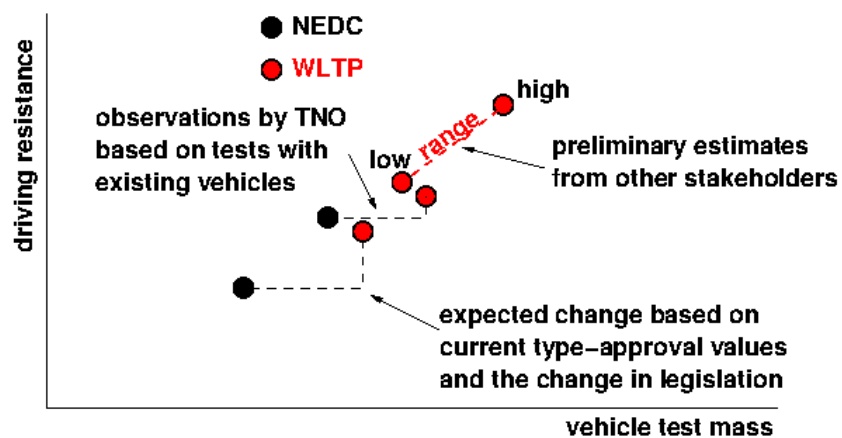 NEDC
WLTP
high
observations by TNO
based on tests with
existing vehicles
low
range
preliminary estimates
from other stakeholders
driving resistance
expected change based on
current type−approval values
and the change in legislation
vehicle test mass